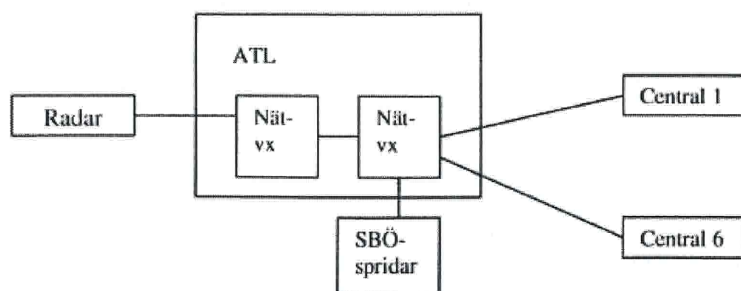 ATL
Radar
Nät-
vx
Nät-
vx
Central 1
SBÖ-
spridar
Central 6